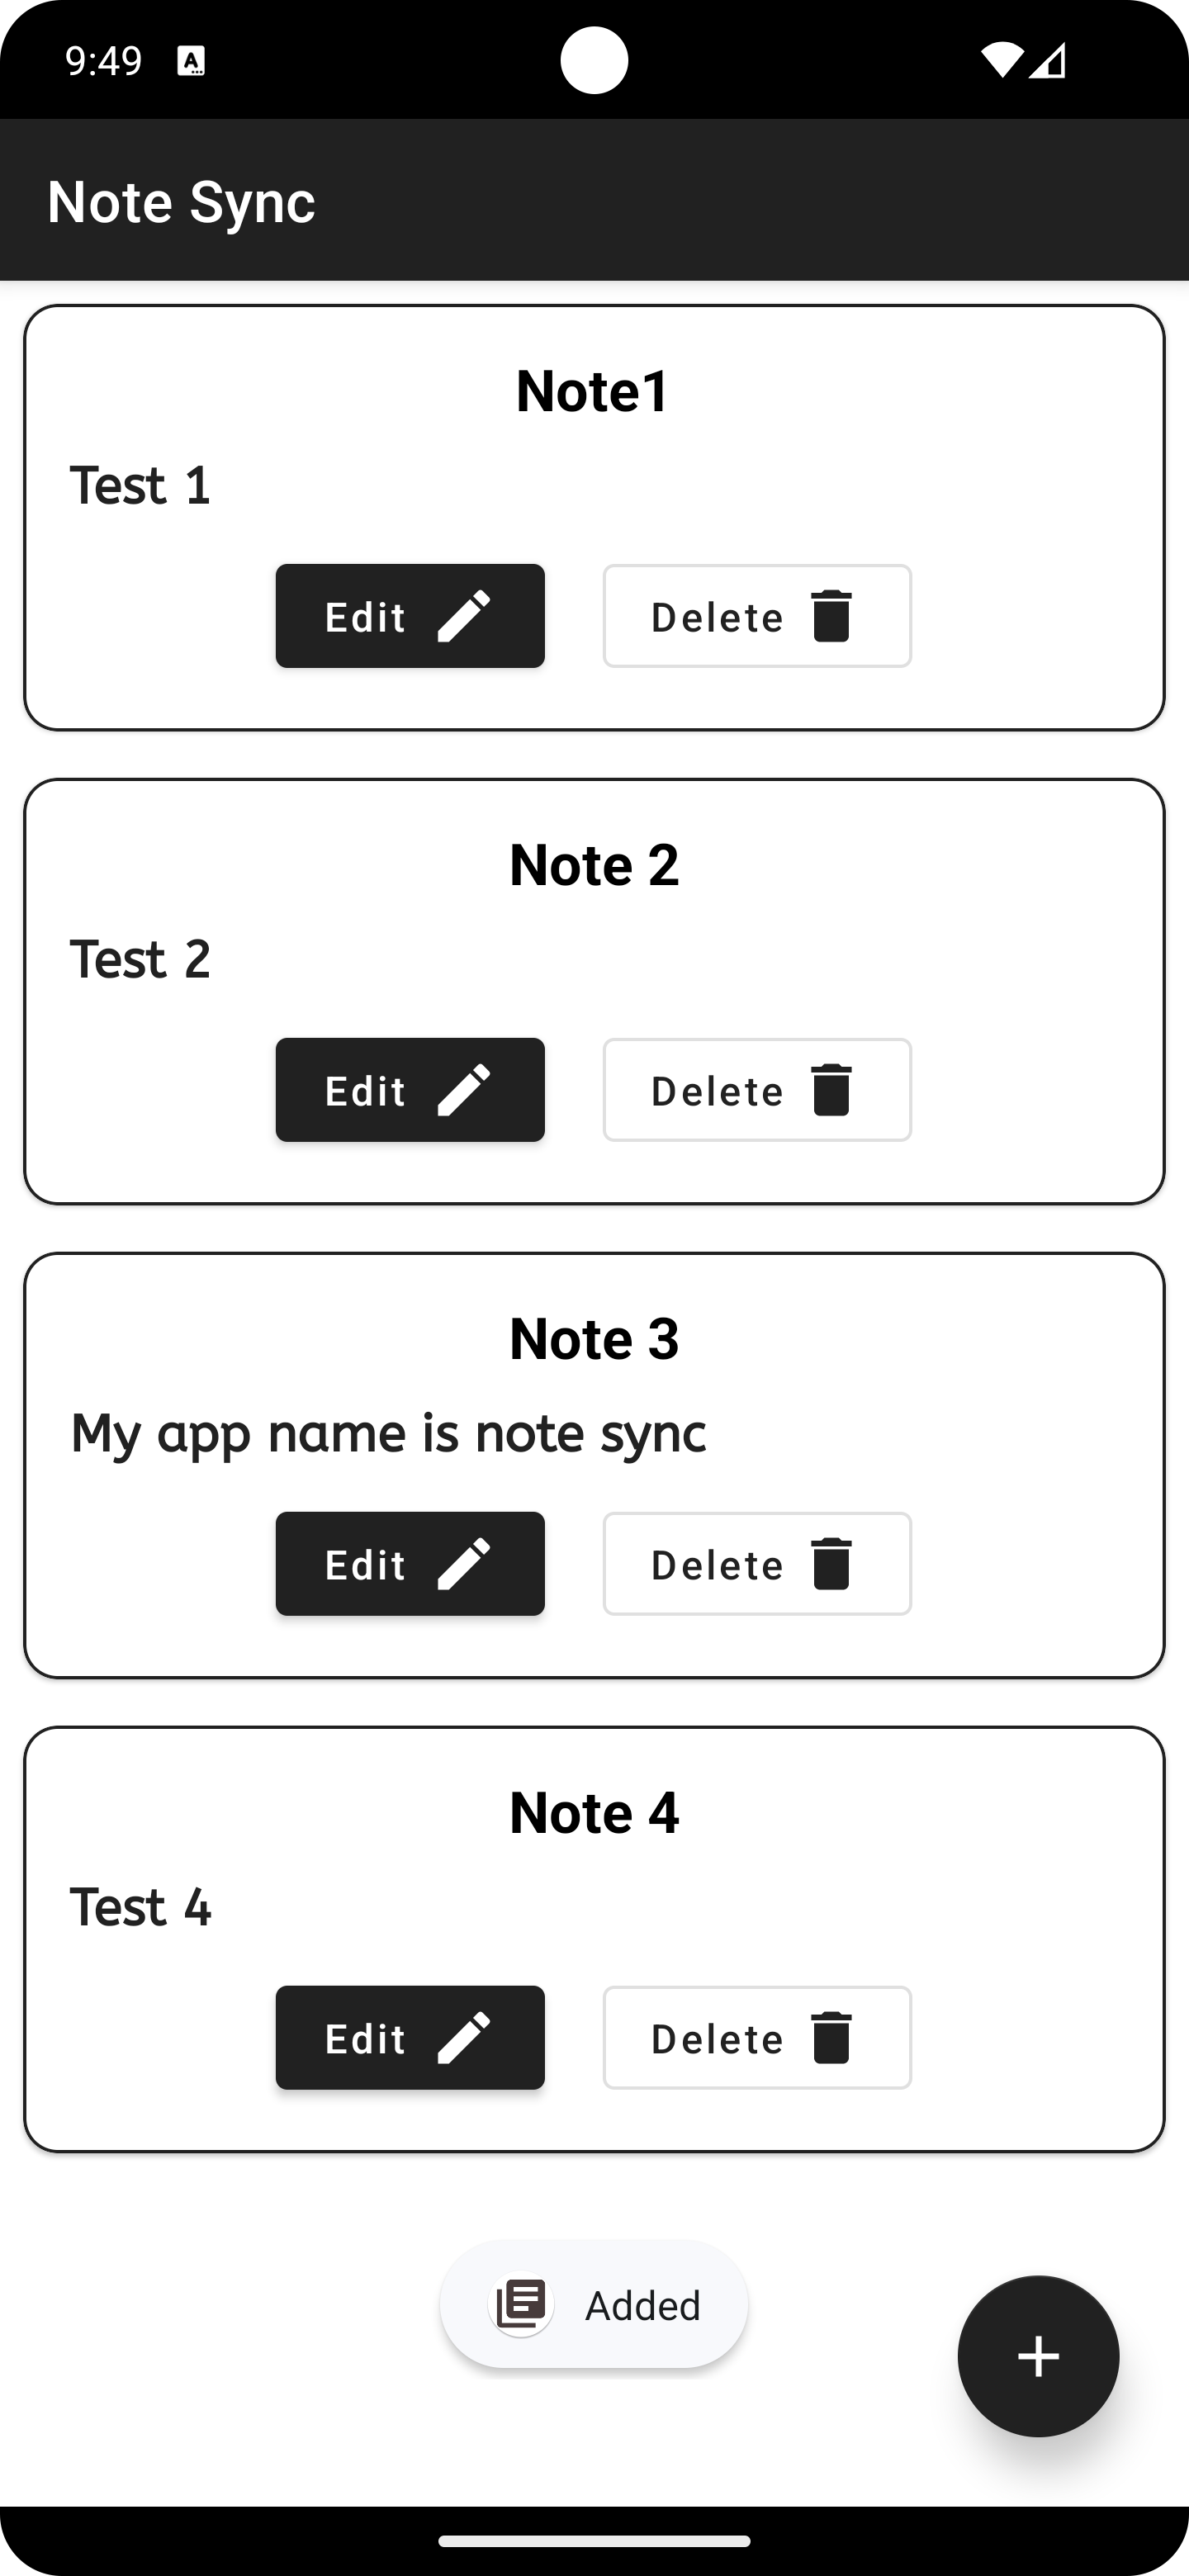 9:49
Note Sync
Note1
Test 1
Edit
Delete
Note 2
Test 2
Edit
Delete
Note 3
My app name is note sync
Edit
Delete
Note 4
Test 4
Edit
Delete
Added